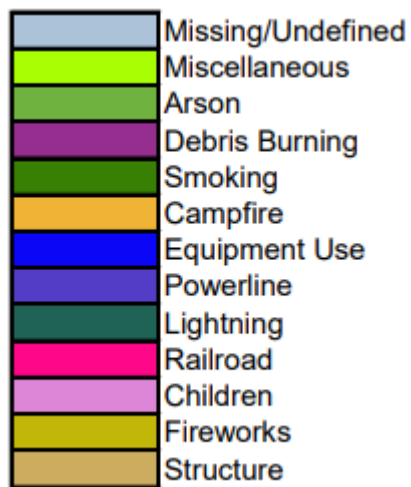 Missing/Undefined
Miscellaneous
Arson
Debris Burning
Smoking
Campfire
Equipment Use
Powerline
Lightning
Railroad
Children
Fireworks
Structure